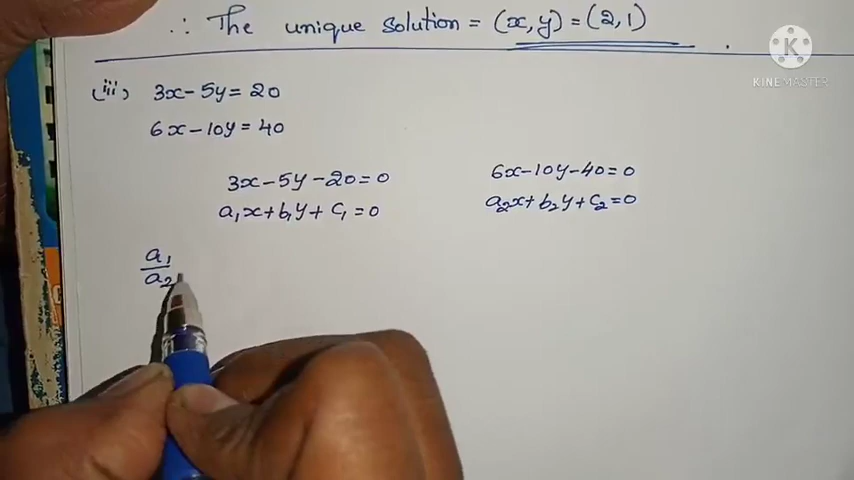 ∴ The unique solution = (x,y) = (2,1)
K
KINEMASTER
(iii) 3x - 5y = 20
6x - 10y = 40
3x - 5y - 20 = 0
a₁x + b₁y + c₁ = 0
6x - 10y - 40 = 0
a₂x + b₂y + c₂ = 0
a₁
a₂